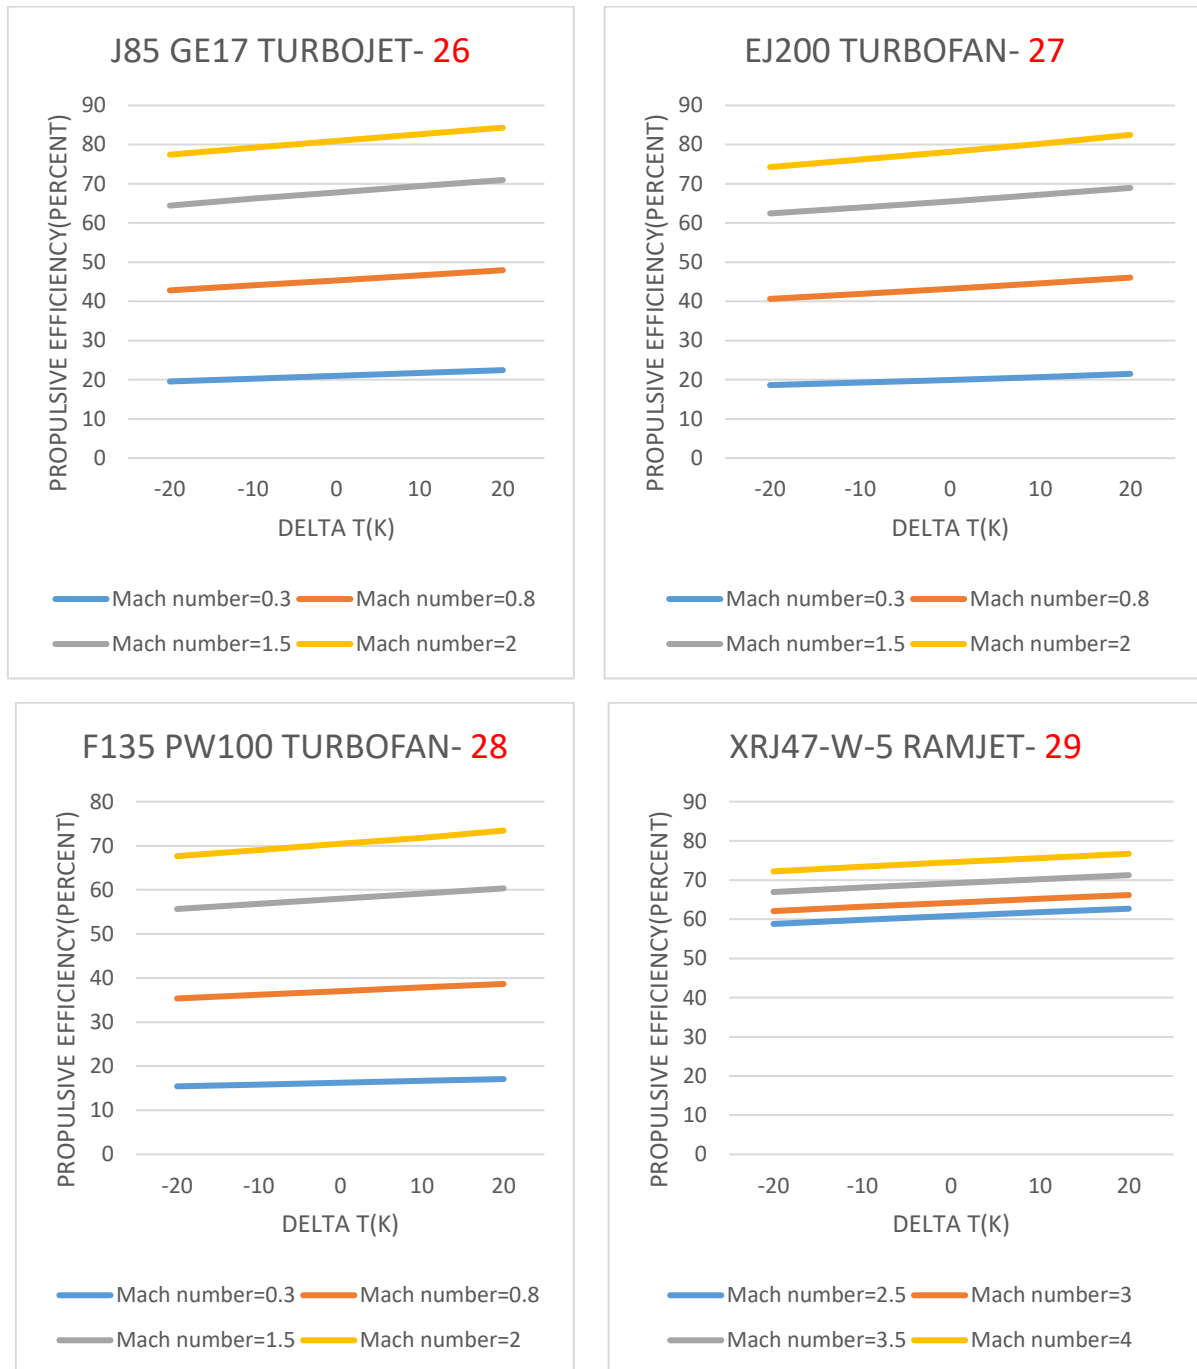 J85 GE17 TURBOJET- 26
PROPULSIVE EFFICIENCY(PERCENT)
90
80
70
60
50
40
30
20
10
0
-20 -10 0 10 20
DELTA T(K)
Mach number=0.3 Mach number=0.8
Mach number=1.5 Mach number=2
EJ200 TURBOFAN- 27
PROPULSIVE EFFICIENCY(PERCENT)
90
80
70
60
50
40
30
20
10
0
-20 -10 0 10 20
DELTA T(K)
Mach number=0.3 Mach number=0.8
Mach number=1.5 Mach number=2
F135 PW100 TURBOFAN- 28
PROPULSIVE EFFICIENCY(PERCENT)
80
70
60
50
40
30
20
10
0
-20 -10 0 10 20
DELTA T(K)
Mach number=0.3 Mach number=0.8
Mach number=1.5 Mach number=2
XRJ47-W-5 RAMJET- 29
PROPULSIVE EFFICIENCY(PERCENT)
90
80
70
60
50
40
30
20
10
0
-20 -10 0 10 20
DELTA T(K)
Mach number=2.5 Mach number=3
Mach number=3.5 Mach number=4